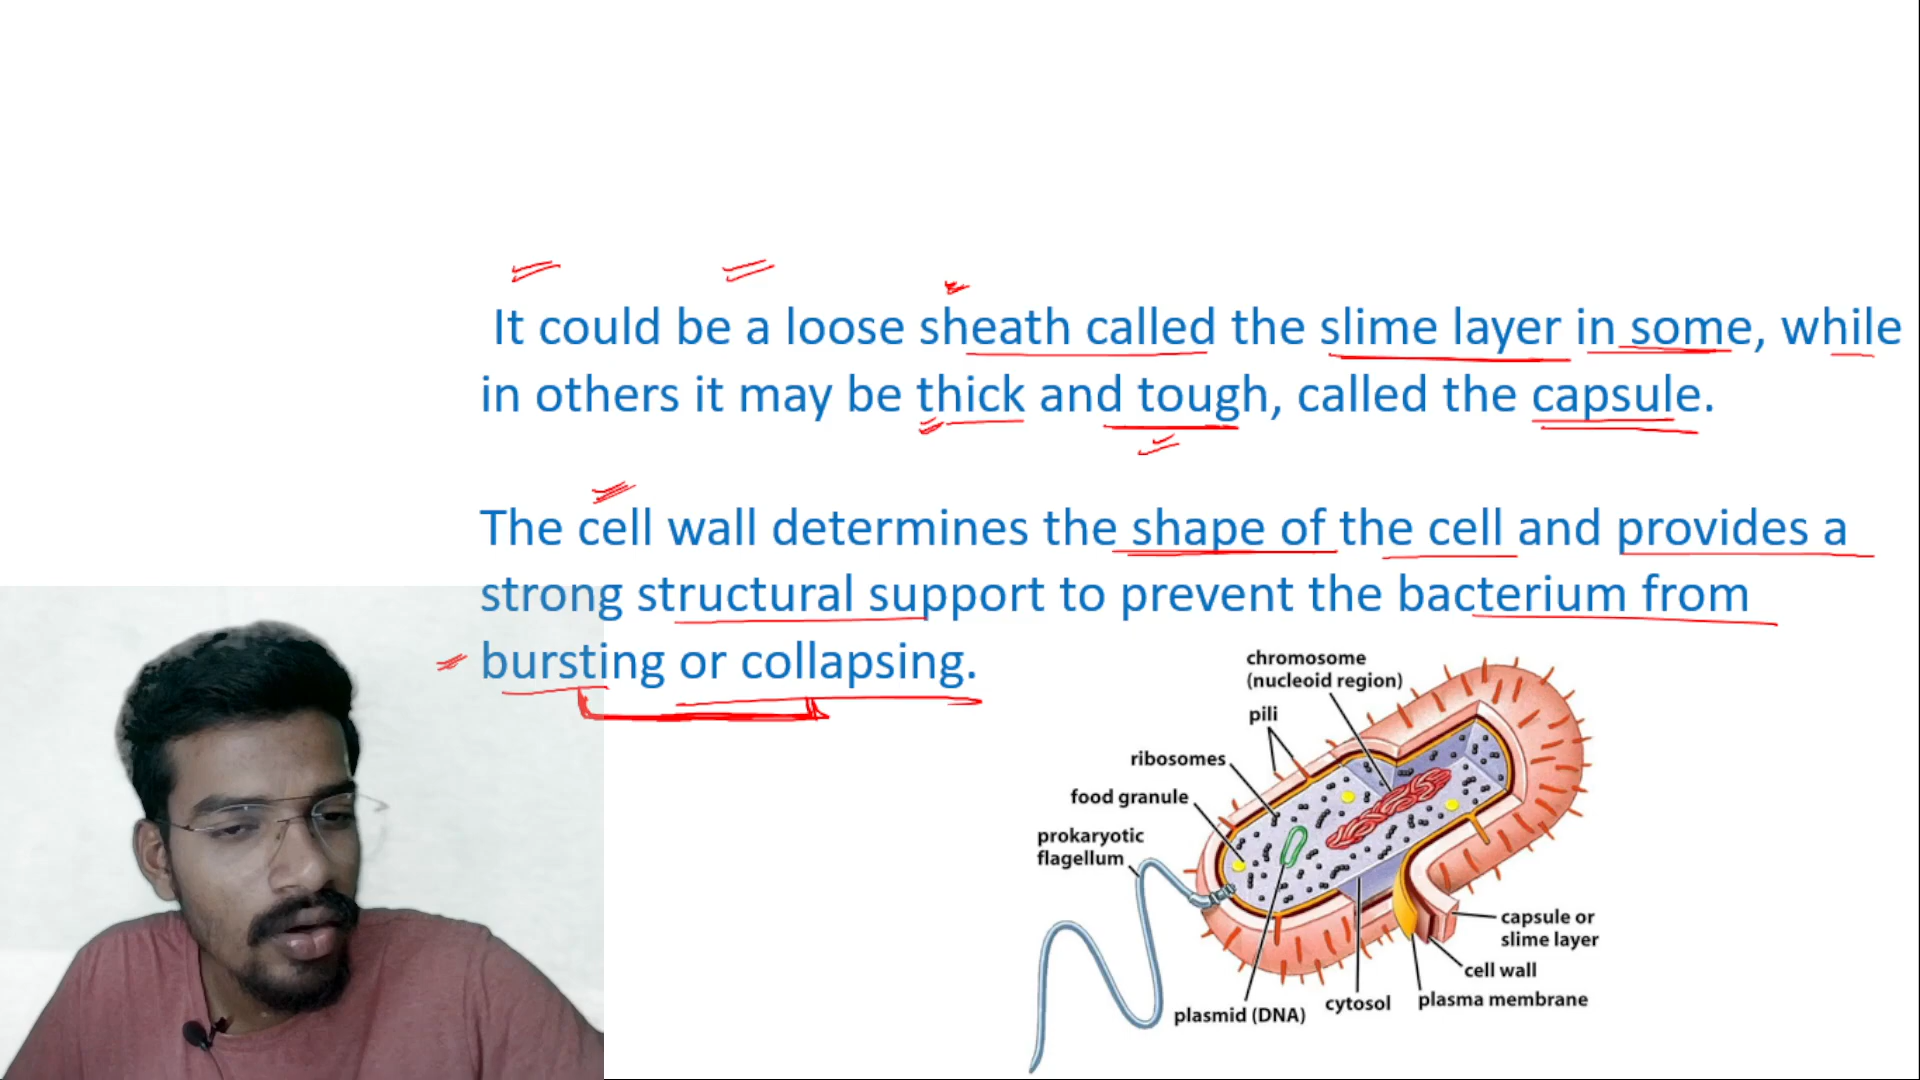 It could be a loose sheath called the slime layer in some, while
in others it may be thick and tough, called the capsule.
The cell wall determines the shape of the cell and provides a
strong structural support to prevent the bacterium from
bursting or collapsing.
chromosome
(nucleoid region)
pili
ribosomes
food granule
prokaryotic
flagellum
capsule or
slime layer
cell wall
plasma membrane
cytosol
plasmid (DNA)